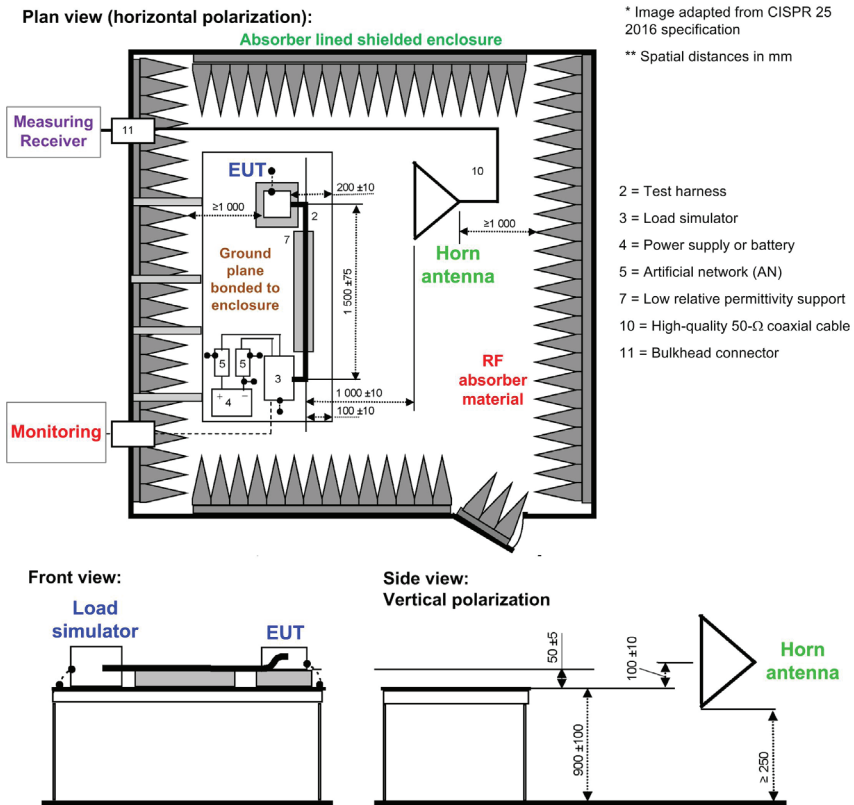 Plan view (horizontal polarization):
* Image adapted from CISPR 25
2016 specification
** Spatial distances in mm
Absorber lined shielded enclosure
Measuring
Receiver
11
EUT
200 ±10
10
≥1 000
2
7
≥1 000
Horn
antenna
Ground
plane
bonded to
enclosure
1 500 ±75
2 = Test harness
3 = Load simulator
4 = Power supply or battery
5 = Artificial network (AN)
7 = Low relative permittivity support
10 = High-quality 50-Ω coaxial cable
11 = Bulkhead connector
5
5
3
+
−
4
RF
absorber
material
1 000 ±10
100 ±10
Monitoring
Front view:
Load
simulator
EUT
Side view:
Vertical polarization
50 ±5
100 ±10
Horn
antenna
900 ±100
≥ 250